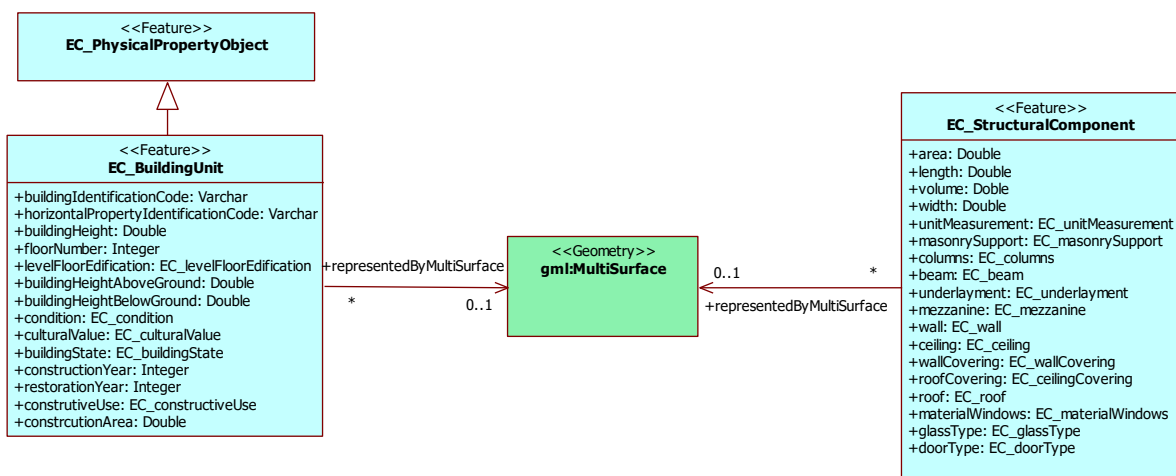 <<Feature>>
EC_PhysicalPropertyObject
<<Feature>>
EC_BuildingUnit
+buildingIdentificationCode: Varchar
+horizontalPropertyIdentificationCode: Varchar
+buildingHeight: Double
+floorNumber: Integer
+levelFloorEdification: EC_levelFloorEdification
+buildingHeightAboveGround: Double
+buildingHeightBelowGround: Double
+condition: EC_condition
+culturalValue: EC_culturalValue
+buildingState: EC_buildingState
+constructionYear: Integer
+restorationYear: Integer
+construtiveUse: EC_constructiveUse
+constrcutionArea: Double
+representedByMultiSurface
*
0..1
<<Geometry>>
gml:MultiSurface
0..1
*
+representedByMultiSurface
<<Feature>>
EC_StructuralComponent
+area: Double
+length: Double
+volume: Doble
+width: Double
+unitMeasurement: EC_unitMeasurement
+masonrySupport: EC_masonrySupport
+columns: EC_columns
+beam: EC_beam
+underlayment: EC_underlayment
+mezzanine: EC_mezzanine
+wall: EC_wall
+ceiling: EC_ceiling
+wallCovering: EC_wallCovering
+roofCovering: EC_ceilingCovering
+roof: EC_roof
+materialWindows: EC_materialWindows
+glassType: EC_glassType
+doorType: EC_doorType